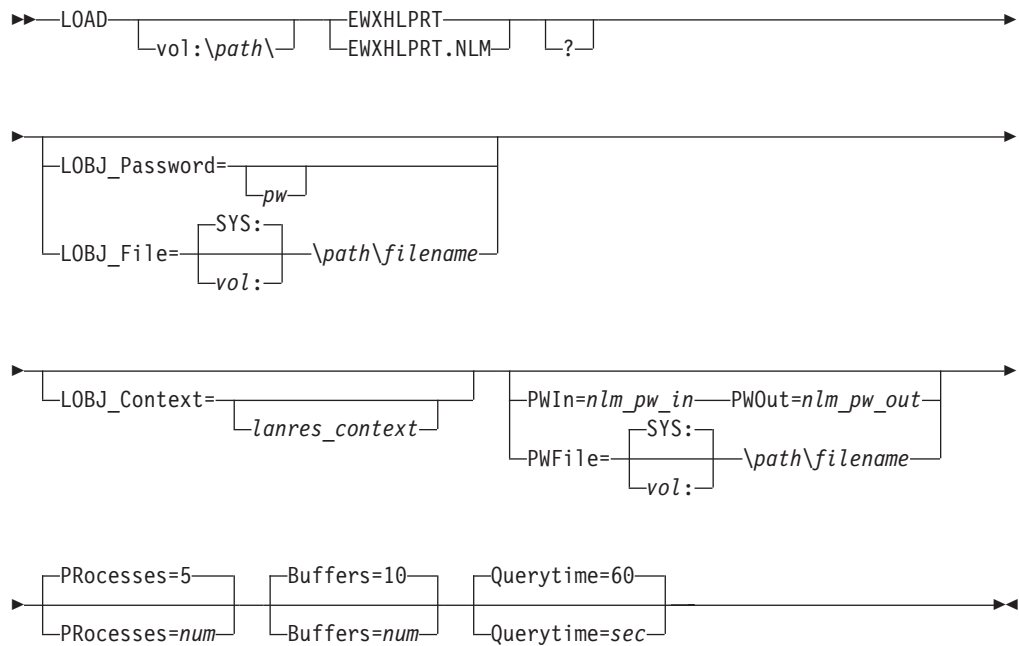 LOAD EWXHLPRT
vol:\path\ EWXHLPRT.NLM ?
LOBJ_Password=
pw
SYS:
LOBJ_File= \path\filename
vol:
LOBJ_Context= PWIn=nlm_pw_in PWOut=nlm_pw_out
lanres_context SYS:
PWFile= \path\filename
vol:
PRocesses=5 Buffers=10 Querytime=60
PRocesses=num Buffers=num Querytime=sec